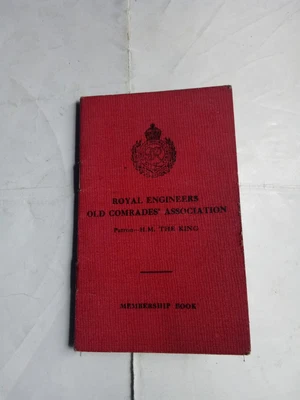 ROYAL ENGINEERS
OLD COMRADES' ASSOCIATION
Patron—H.M. THE KING
MEMBERSHIP BOOK